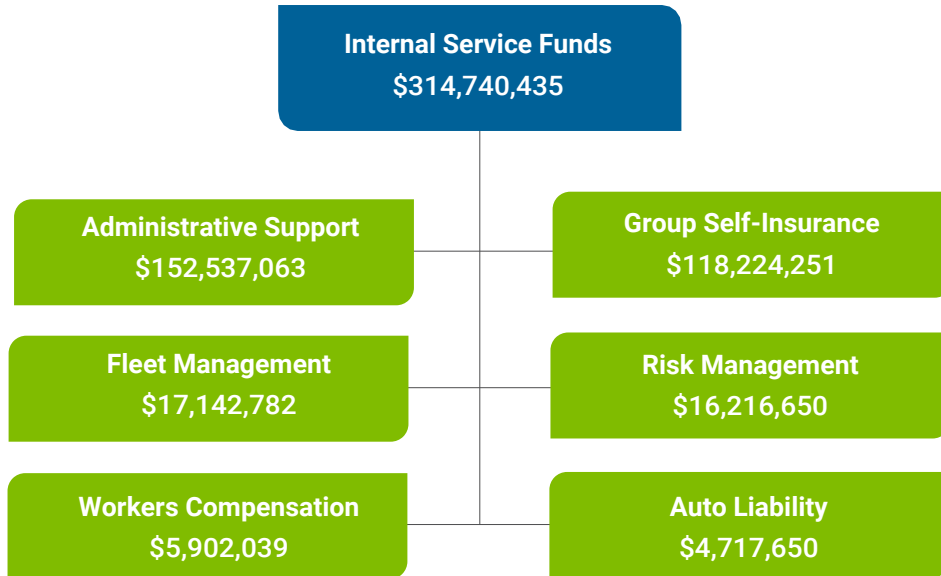 Internal Service Funds
$314,740,435
Administrative Support
$152,537,063
Group Self-Insurance
$118,224,251
Fleet Management
$17,142,782
Risk Management
$16,216,650
Workers Compensation
$5,902,039
Auto Liability
$4,717,650